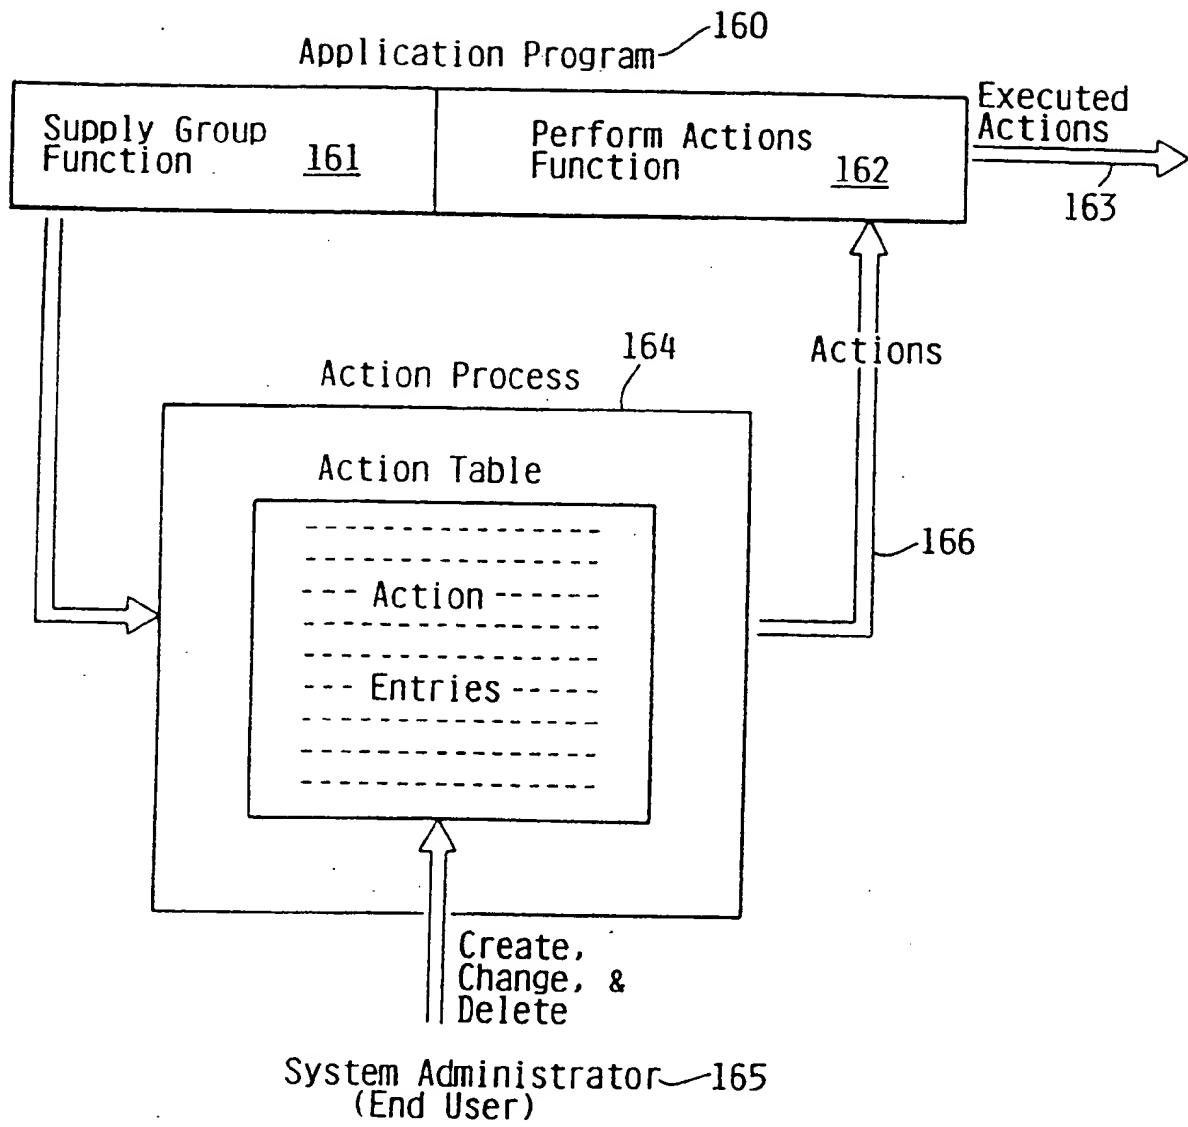 160
Application Program
Executed
Actions
Supply Group
Function 161
Perform Actions
Function 162
163
164
Actions
Action Process
Action Table
166
Action
Entries
Create,
Change, &
Delete
System Administrator 165
(End User)